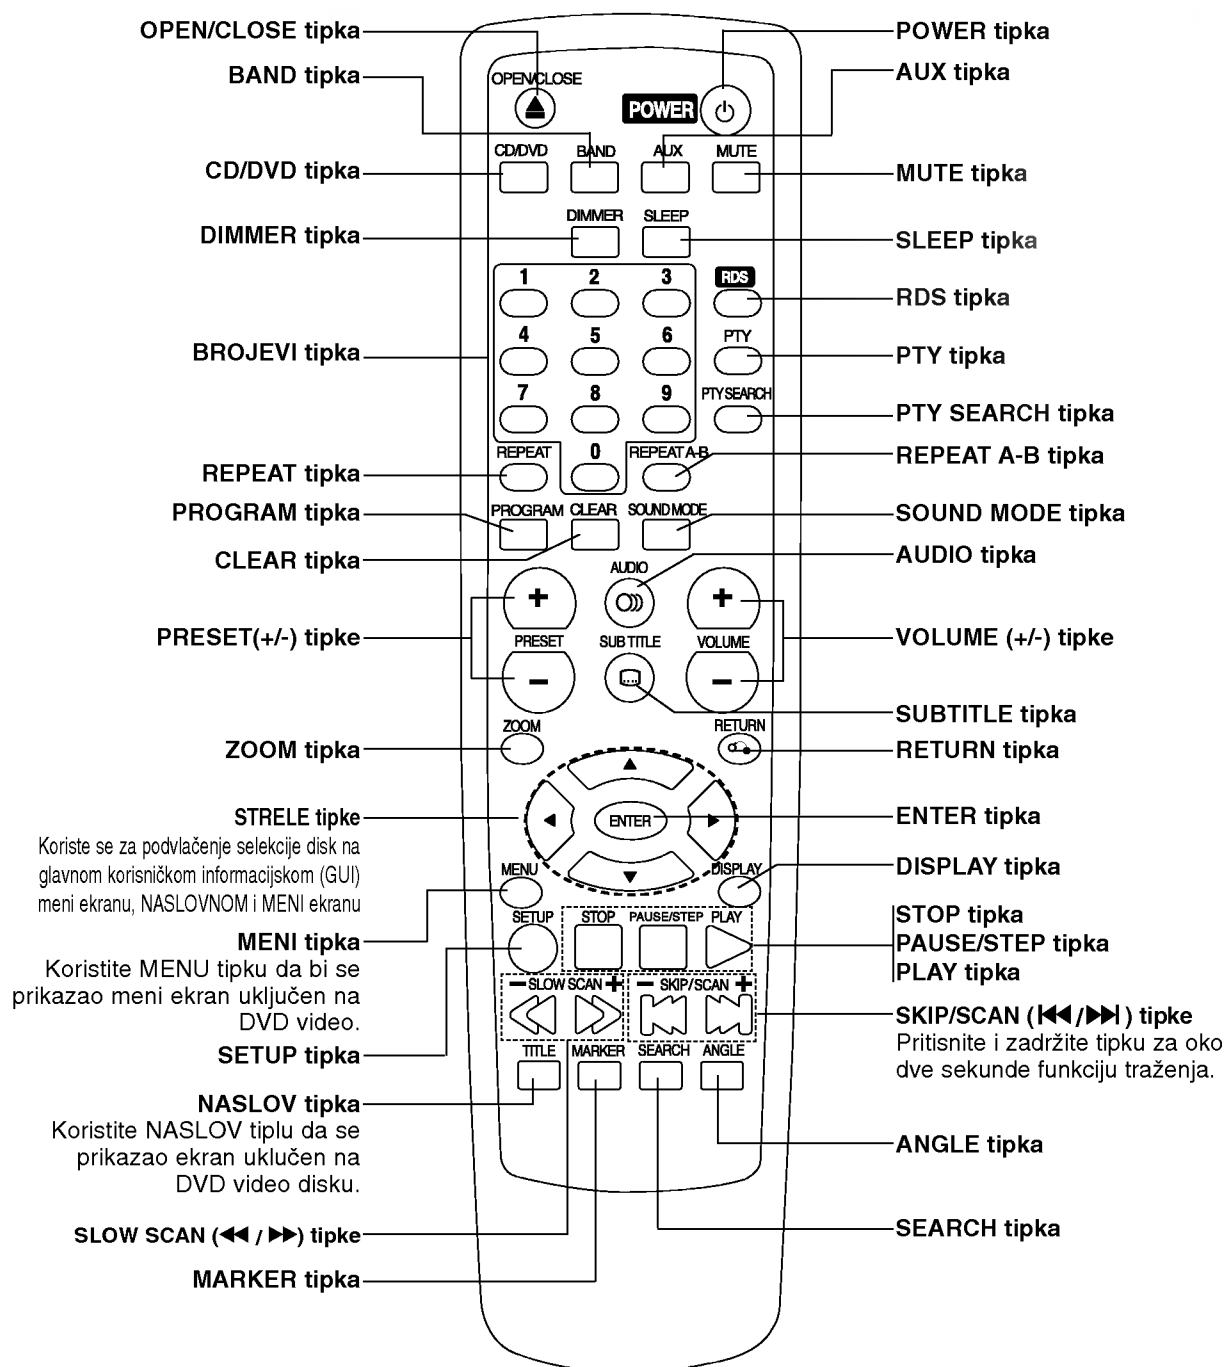 OPEN/CLOSE tipka
BAND tipka
CD/DVD tipka
DIMMER tipka
BROJEVI tipka
REPEAT tipka
PROGRAM tipka
CLEAR tipka
PRESET(+/-) tipke
ZOOM tipka
STRELE tipke
Koriste se za podvlačenje selekcije disk na
glavnom korisničkom informacijskom (GUI)
meni ekranu, NASLOVNOM i MENI ekranu
MENI tipka
Koristite MENU tipku da bi se
prikazao meni ekran uključen na
DVD video.
SETUP tipka
NASLOV tipka
Koristite NASLOV tiplu da se
prikazao ekran uklučen na
DVD video disku.
SLOW SCAN (◀◀ / ▶▶) tipke
MARKER tipka
OPEN/CLOSE
POWER
CD/DVD BAND AUX MUTE
DIMMER SLEEP
1 2 3 RDS
4 5 6 PTY
7 8 9 PTY SEARCH
REPEAT 0 REPEAT A-B
PROGRAM CLEAR SOUND MODE
AUDIO
+ +
PRESET SUBTITLE VOLUME
− −
ZOOM RETURN
▲
◀ ENTER ▶
▼
MENU DISPLAY
SETUP STOP PAUSE/STEP PLAY
− SLOW SCAN + − SKIP/SCAN +
TITLE MARKER SEARCH ANGLE
POWER tipka
AUX tipka
MUTE tipka
SLEEP tipka
RDS tipka
PTY tipka
PTY SEARCH tipka
REPEAT A-B tipka
SOUND MODE tipka
AUDIO tipka
VOLUME (+/-) tipke
SUBTITLE tipka
RETURN tipka
ENTER tipka
DISPLAY tipka
STOP tipka
PAUSE/STEP tipka
PLAY tipka
SKIP/SCAN (⏮/⏭) tipke
Pritisnite i zadržite tipku za oko
dve sekunde funkciju traženja.
ANGLE tipka
SEARCH tipka